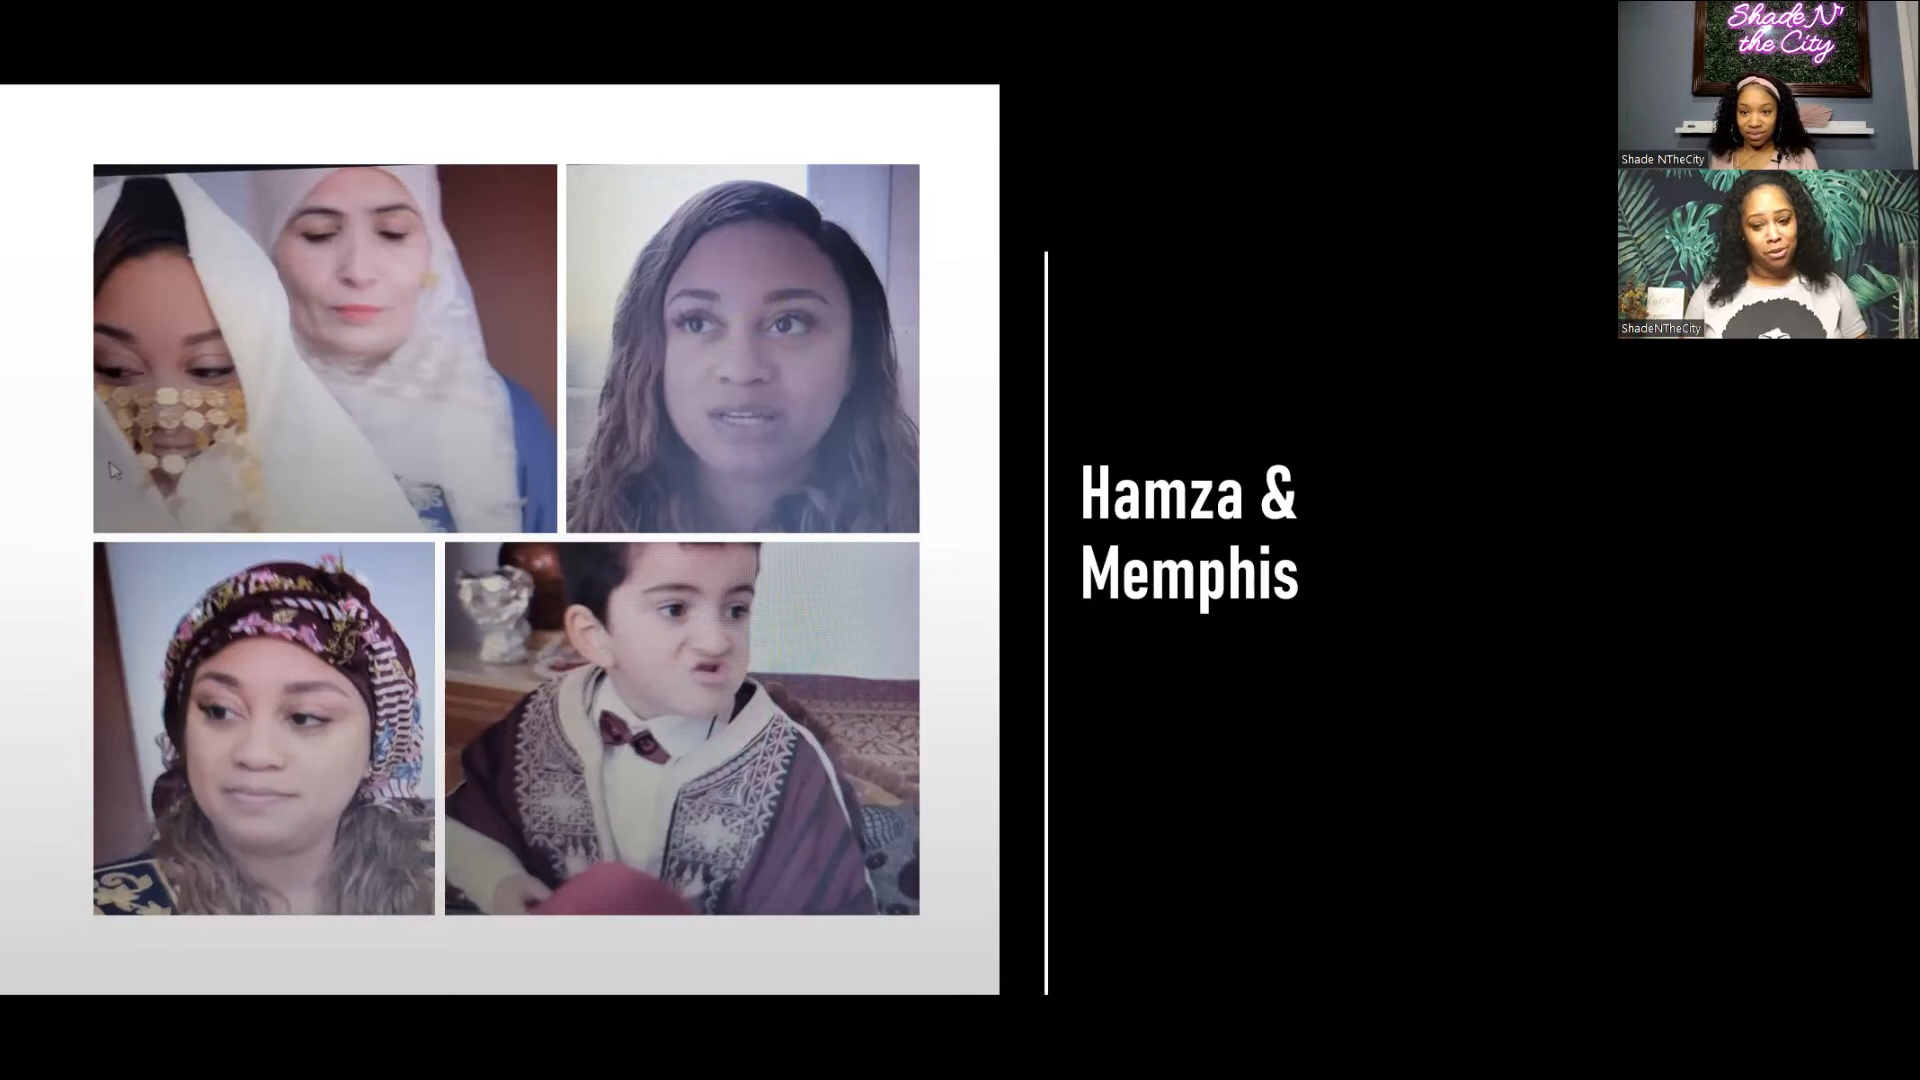 Shade N'
the City
Shade NTheCity
ShadeNTheCity
Hamza &
Memphis